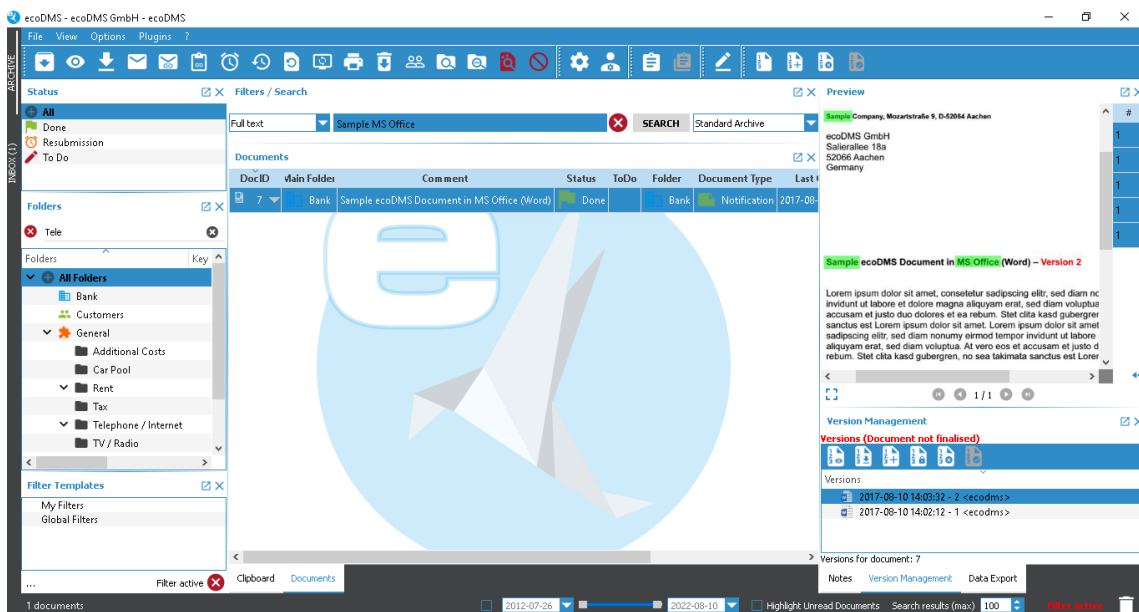 ecoDMS - ecoDMS GmbH - ecoDMS
File View Options Plugins ?
ARCHIVE
INBOX (1)
Status
All
Done
Resubmission
To Do
Folders
Tele
Folders Key
All Folders
Bank
Customers
General
Additional Costs
Car Pool
Rent
Tax
Telephone / Internet
TV / Radio
Filter Templates
My Filters
Global Filters
... Filter active
1 documents
Filters / Search
Full text Sample MS Office SEARCH Standard Archive
Documents
DocID Main Folder Comment Status ToDo Folder Document Type Last
7 Bank Sample ecoDMS Document in MS Office (Word) Done Bank Notification 2017-08-
e
Clipboard Documents
2012-07-26 2022-08-10 Highlight Unread Documents Search results (max) 100 Filter active
Preview
#
1
1
1
1
1
Sample Company, Mozartstraße 9, D-52064 Aachen
ecoDMS GmbH
Salierallee 18a
52066 Aachen
Germany
Sample ecoDMS Document in MS Office (Word) – Version 2
Lorem ipsum dolor sit amet, consetetur sadipscing elitr, sed diam nc
invidunt ut labore et dolore magna aliquyam erat, sed diam voluptua
accusam et justo duo dolores et ea rebum. Stet clita kasd gubergrer
sanctus est Lorem ipsum dolor sit amet. Lorem ipsum dolor sit amet
sadipscing elitr, sed diam nonumy eirmod tempor invidunt ut labore
aliquyam erat, sed diam voluptua. At vero eos et accusam et justo d
rebum. Stet clita kasd gubergren, no sea takimata sanctus est Lorer
1 / 1
Version Management
Versions (Document not finalised)
Versions
2017-08-10 14:03:32 - 2 <ecodms>
2017-08-10 14:02:12 - 1 <ecodms>
Versions for document: 7
Notes Version Management Data Export